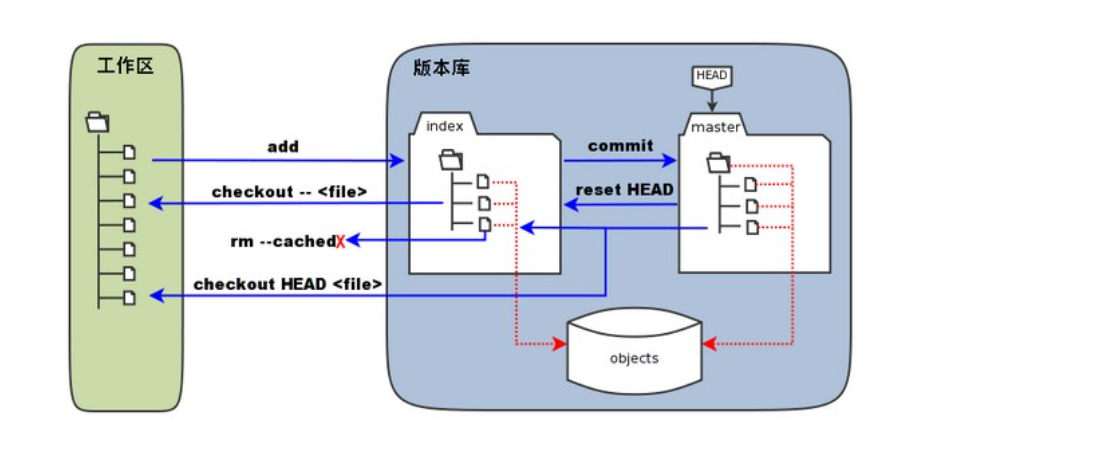 工作区
版本库
HEAD
index
master
add
commit
checkout -- <file>
reset HEAD
rm --cachedX
checkout HEAD <file>
objects